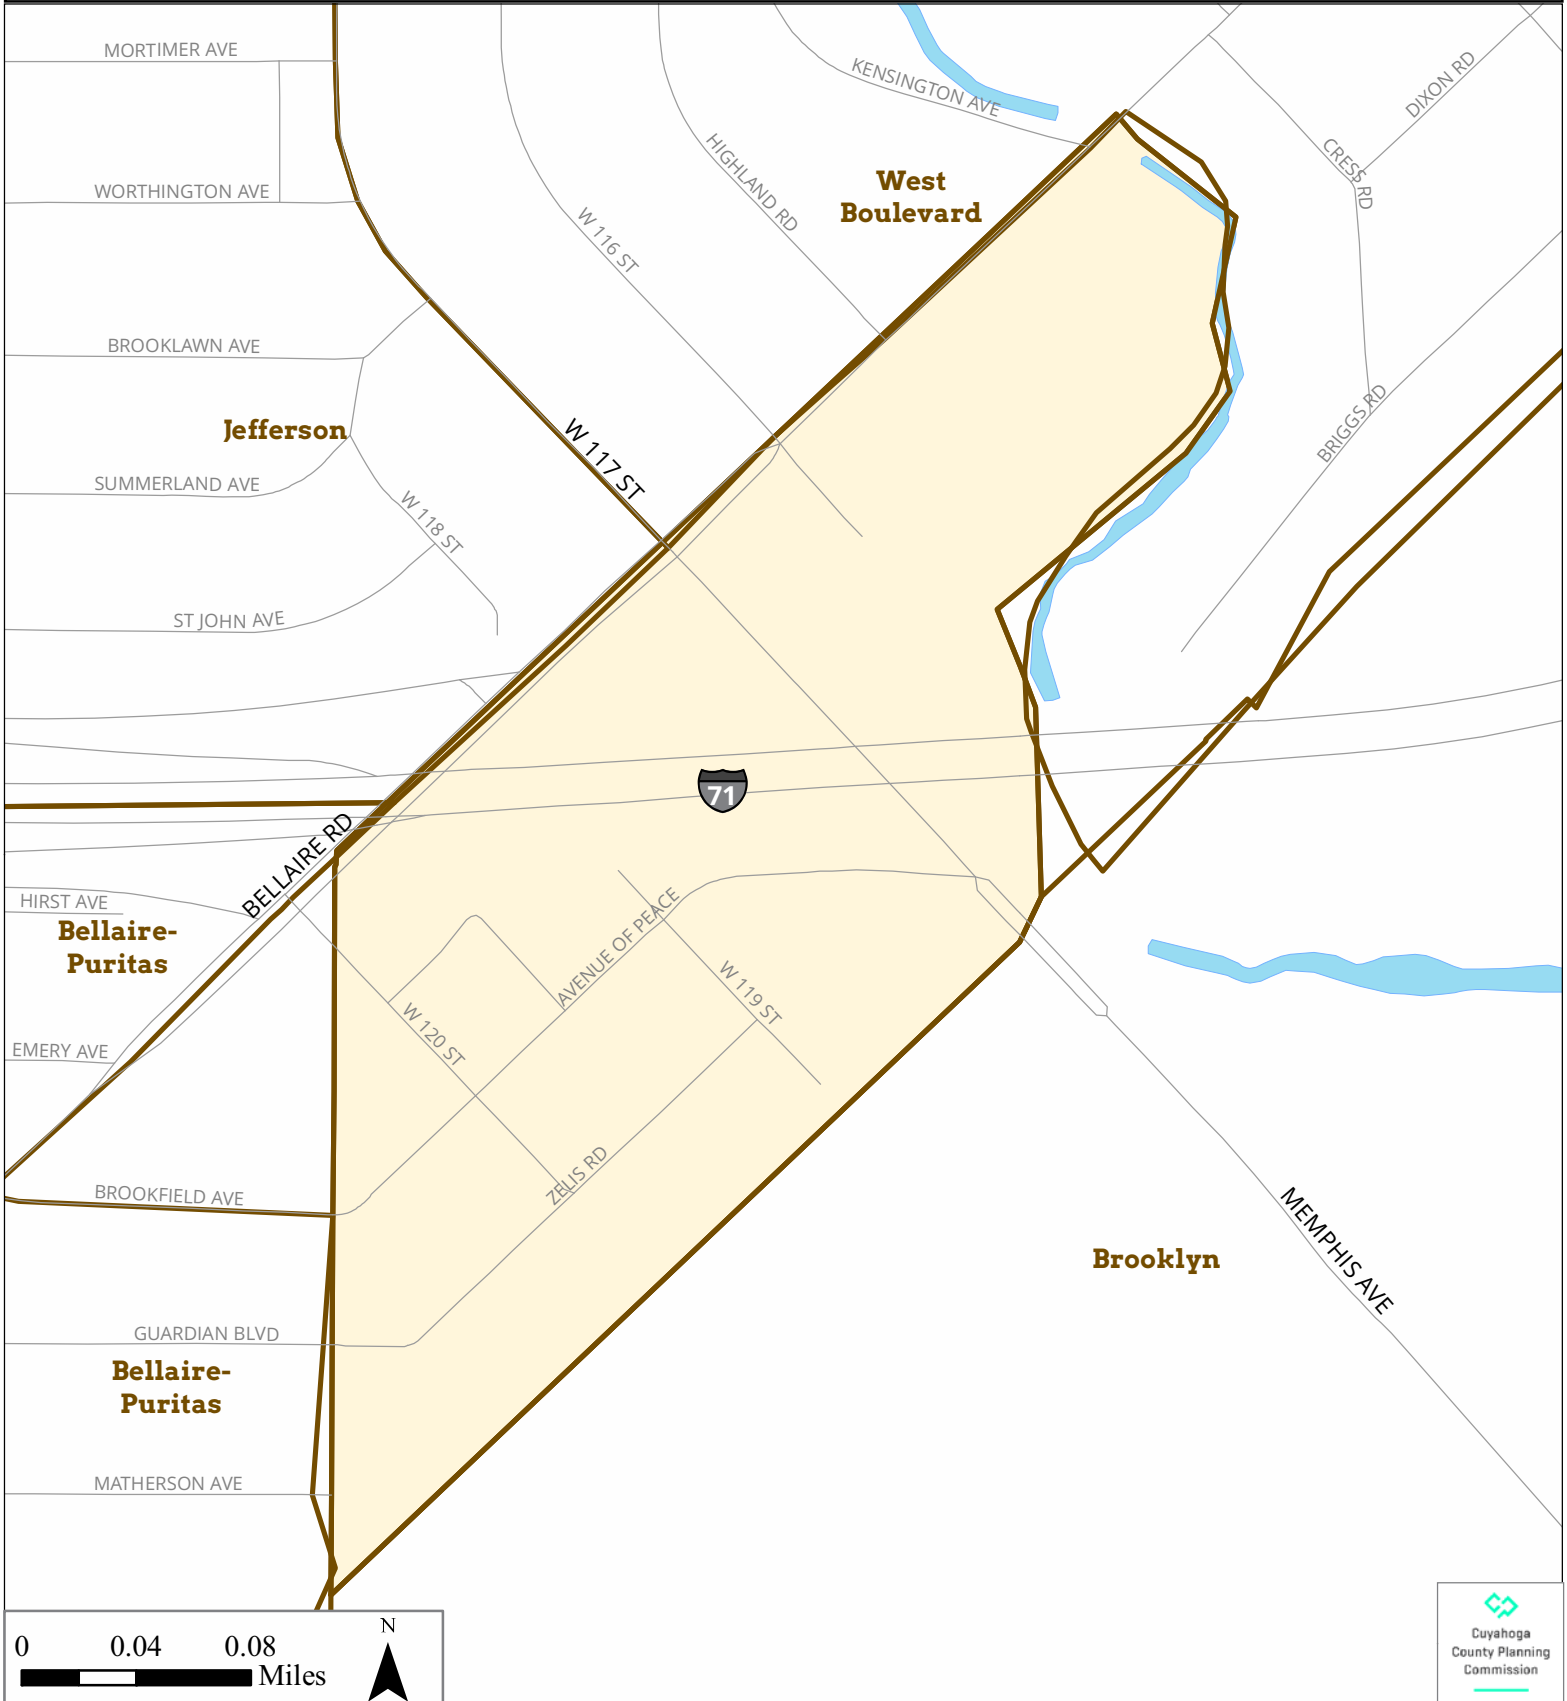 MORTIMER AVE
KENSINGTON AVE
DIXON RD
HIGHLAND RD
CRESS RD
WORTHINGTON AVE
West
Boulevard
W 116 ST
BROOKLAWN AVE
Jefferson
W 117 ST
BRIGGS RD
SUMMERLAND AVE
W 118 ST
ST JOHN AVE
71
BELLAIRE RD
HIRST AVE
Bellaire-
Puritas
AVENUE OF PEACE
W 119 ST
W 120 ST
EMERY AVE
ZELIS RD
BROOKFIELD AVE
MEMPHIS AVE
Brooklyn
GUARDIAN BLVD
Bellaire-
Puritas
MATHERSON AVE
0 0.04 0.08
Miles
N
Cuyahoga
County Planning
Commission